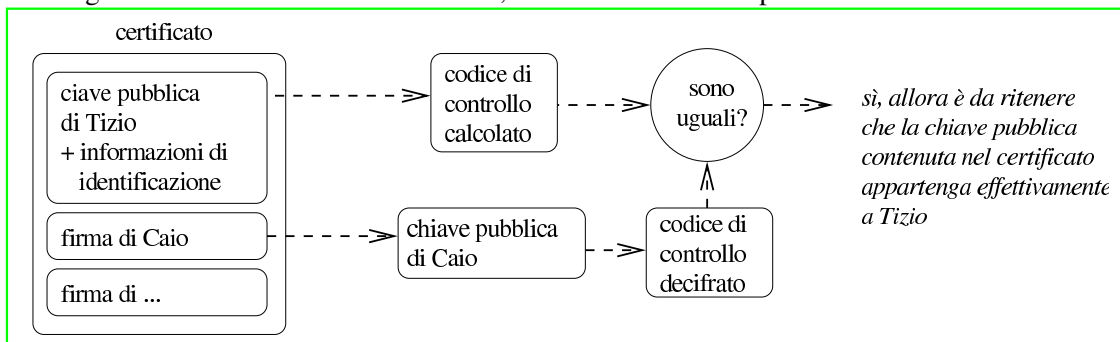 certificato
ciave pubblica
di Tizio
+ informazioni di
identificazione
firma di Caio
firma di ...
codice di
controllo
calcolato
chiave pubblica
di Caio
sono
uguali?
codice di
controllo
decifrato
sì, allora è da ritenere
che la chiave pubblica
contenuta nel certificato
appartenga effettivamente
a Tizio